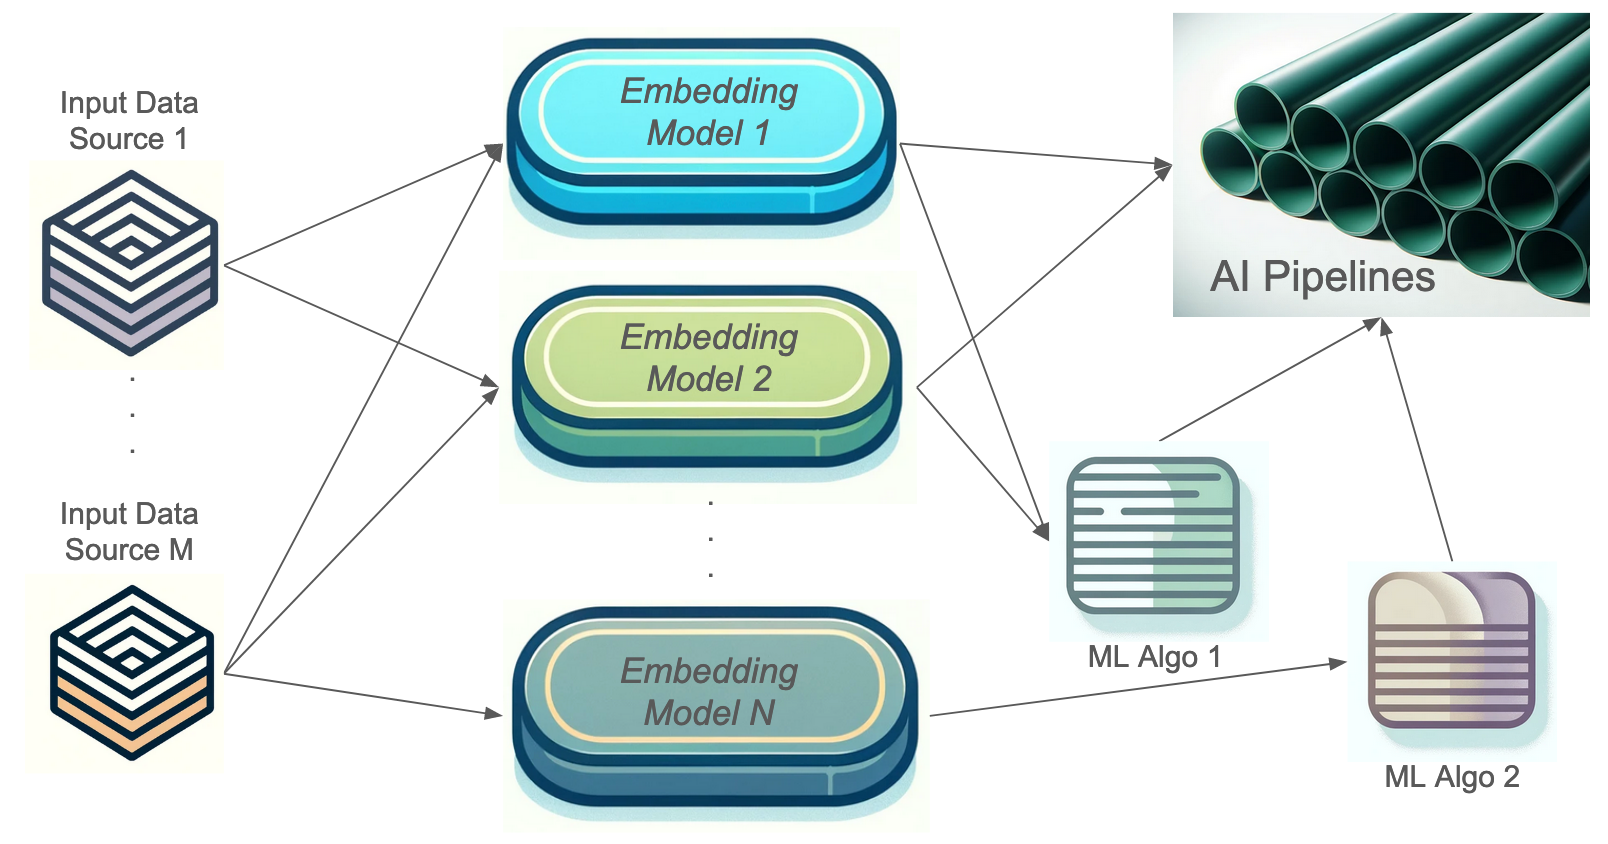 Input Data
Source 1
Input Data
Source M
Embedding
Model 1
Embedding
Model 2
Embedding
Model N
AI Pipelines
ML Algo 1
ML Algo 2